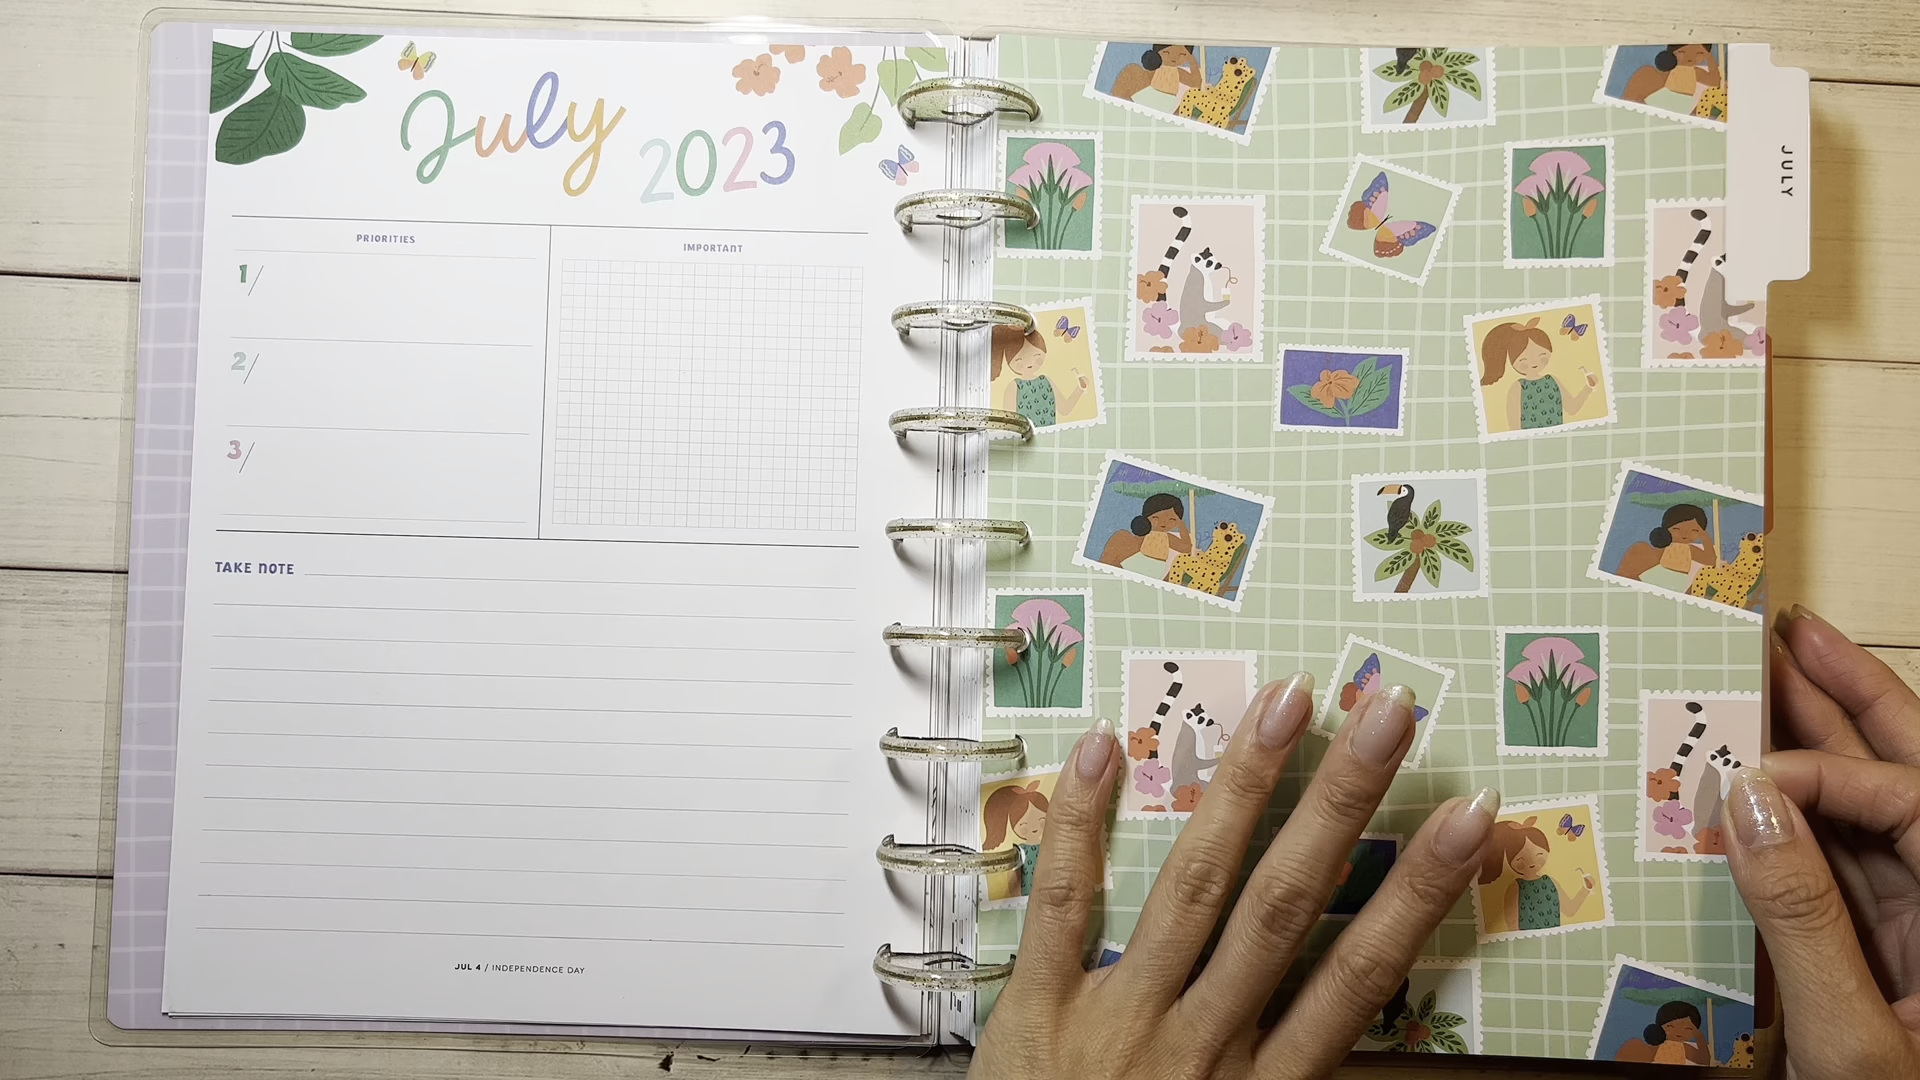 July
2023
PRIORITIES
IMPORTANT
1/
2/
3/
TAKE NOTE
JUL 4 / INDEPENDENCE DAY
JULY